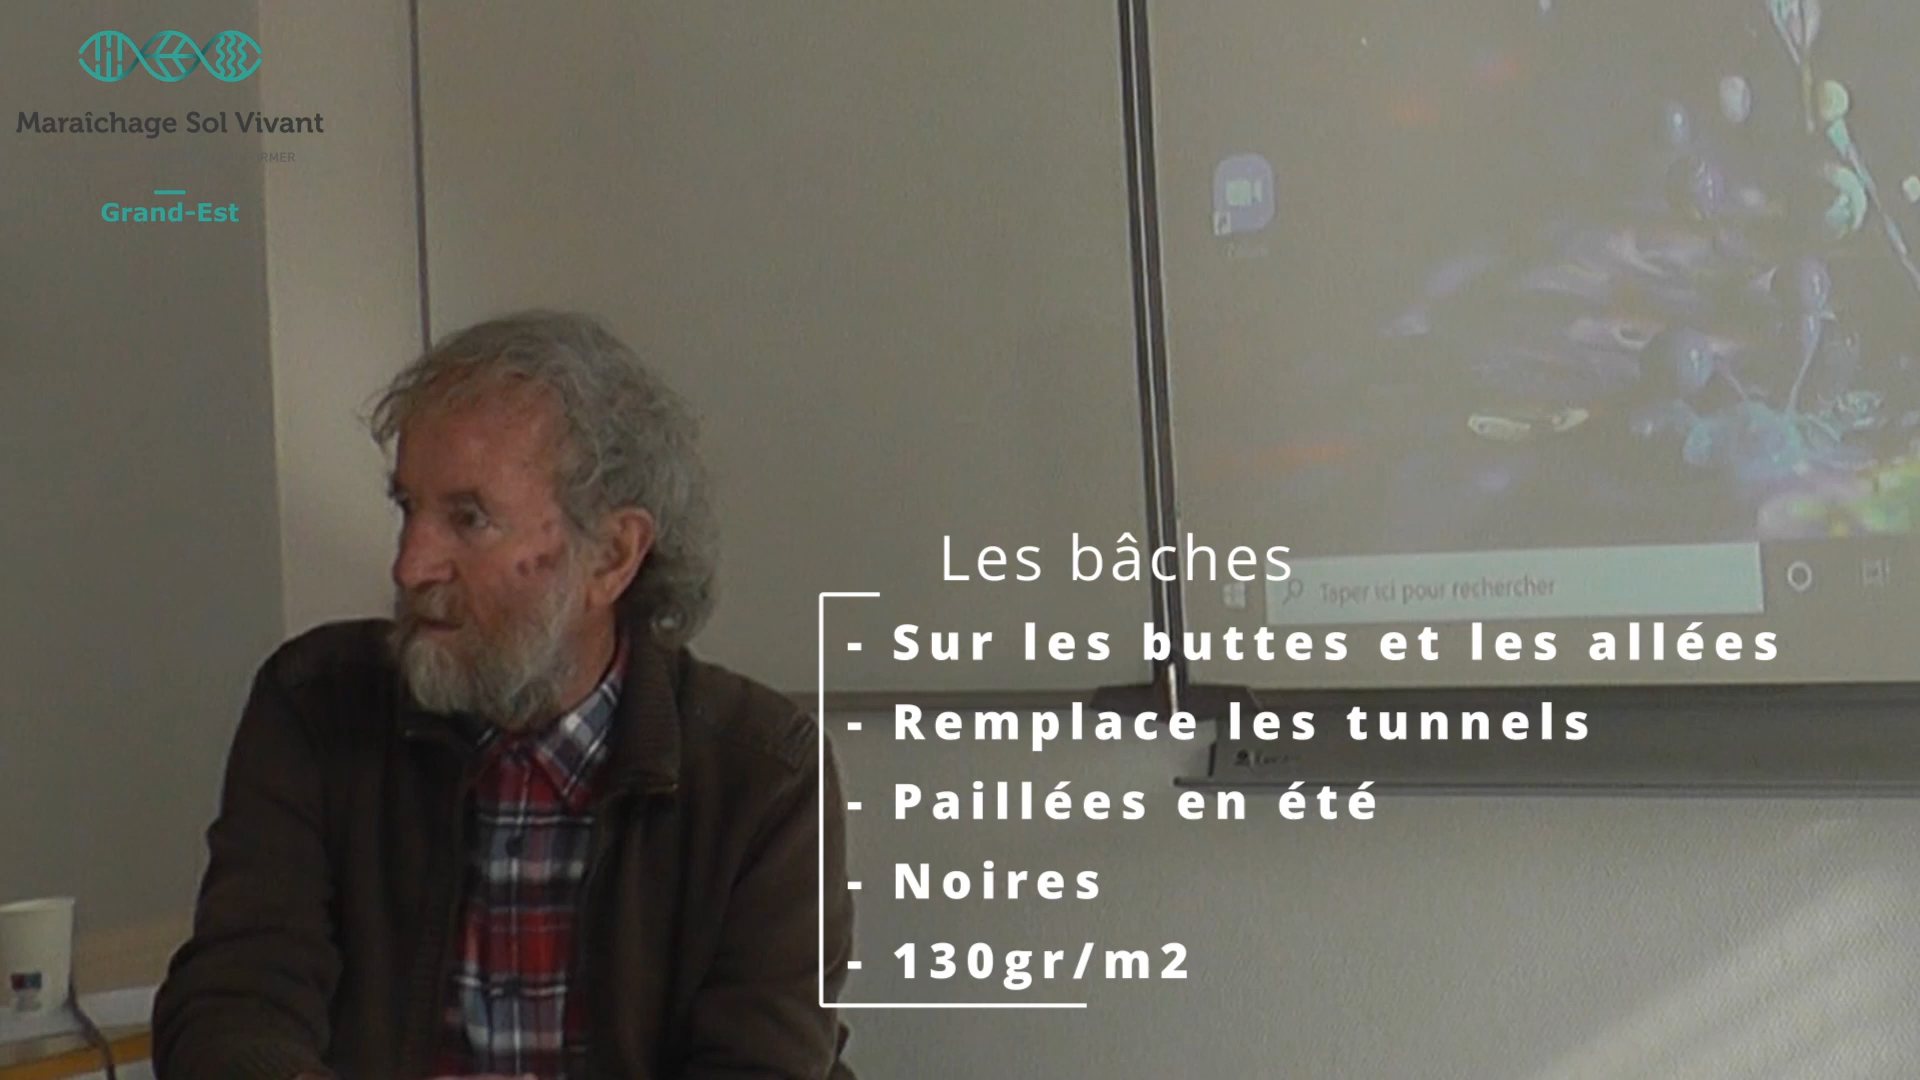 Maraîchage Sol Vivant
Grand-Est
Les bâches
- Sur les buttes et les allées
Taper ici pour rechercher
- Remplace les tunnels
- Paillées en été
- Noires
- 130gr/m2